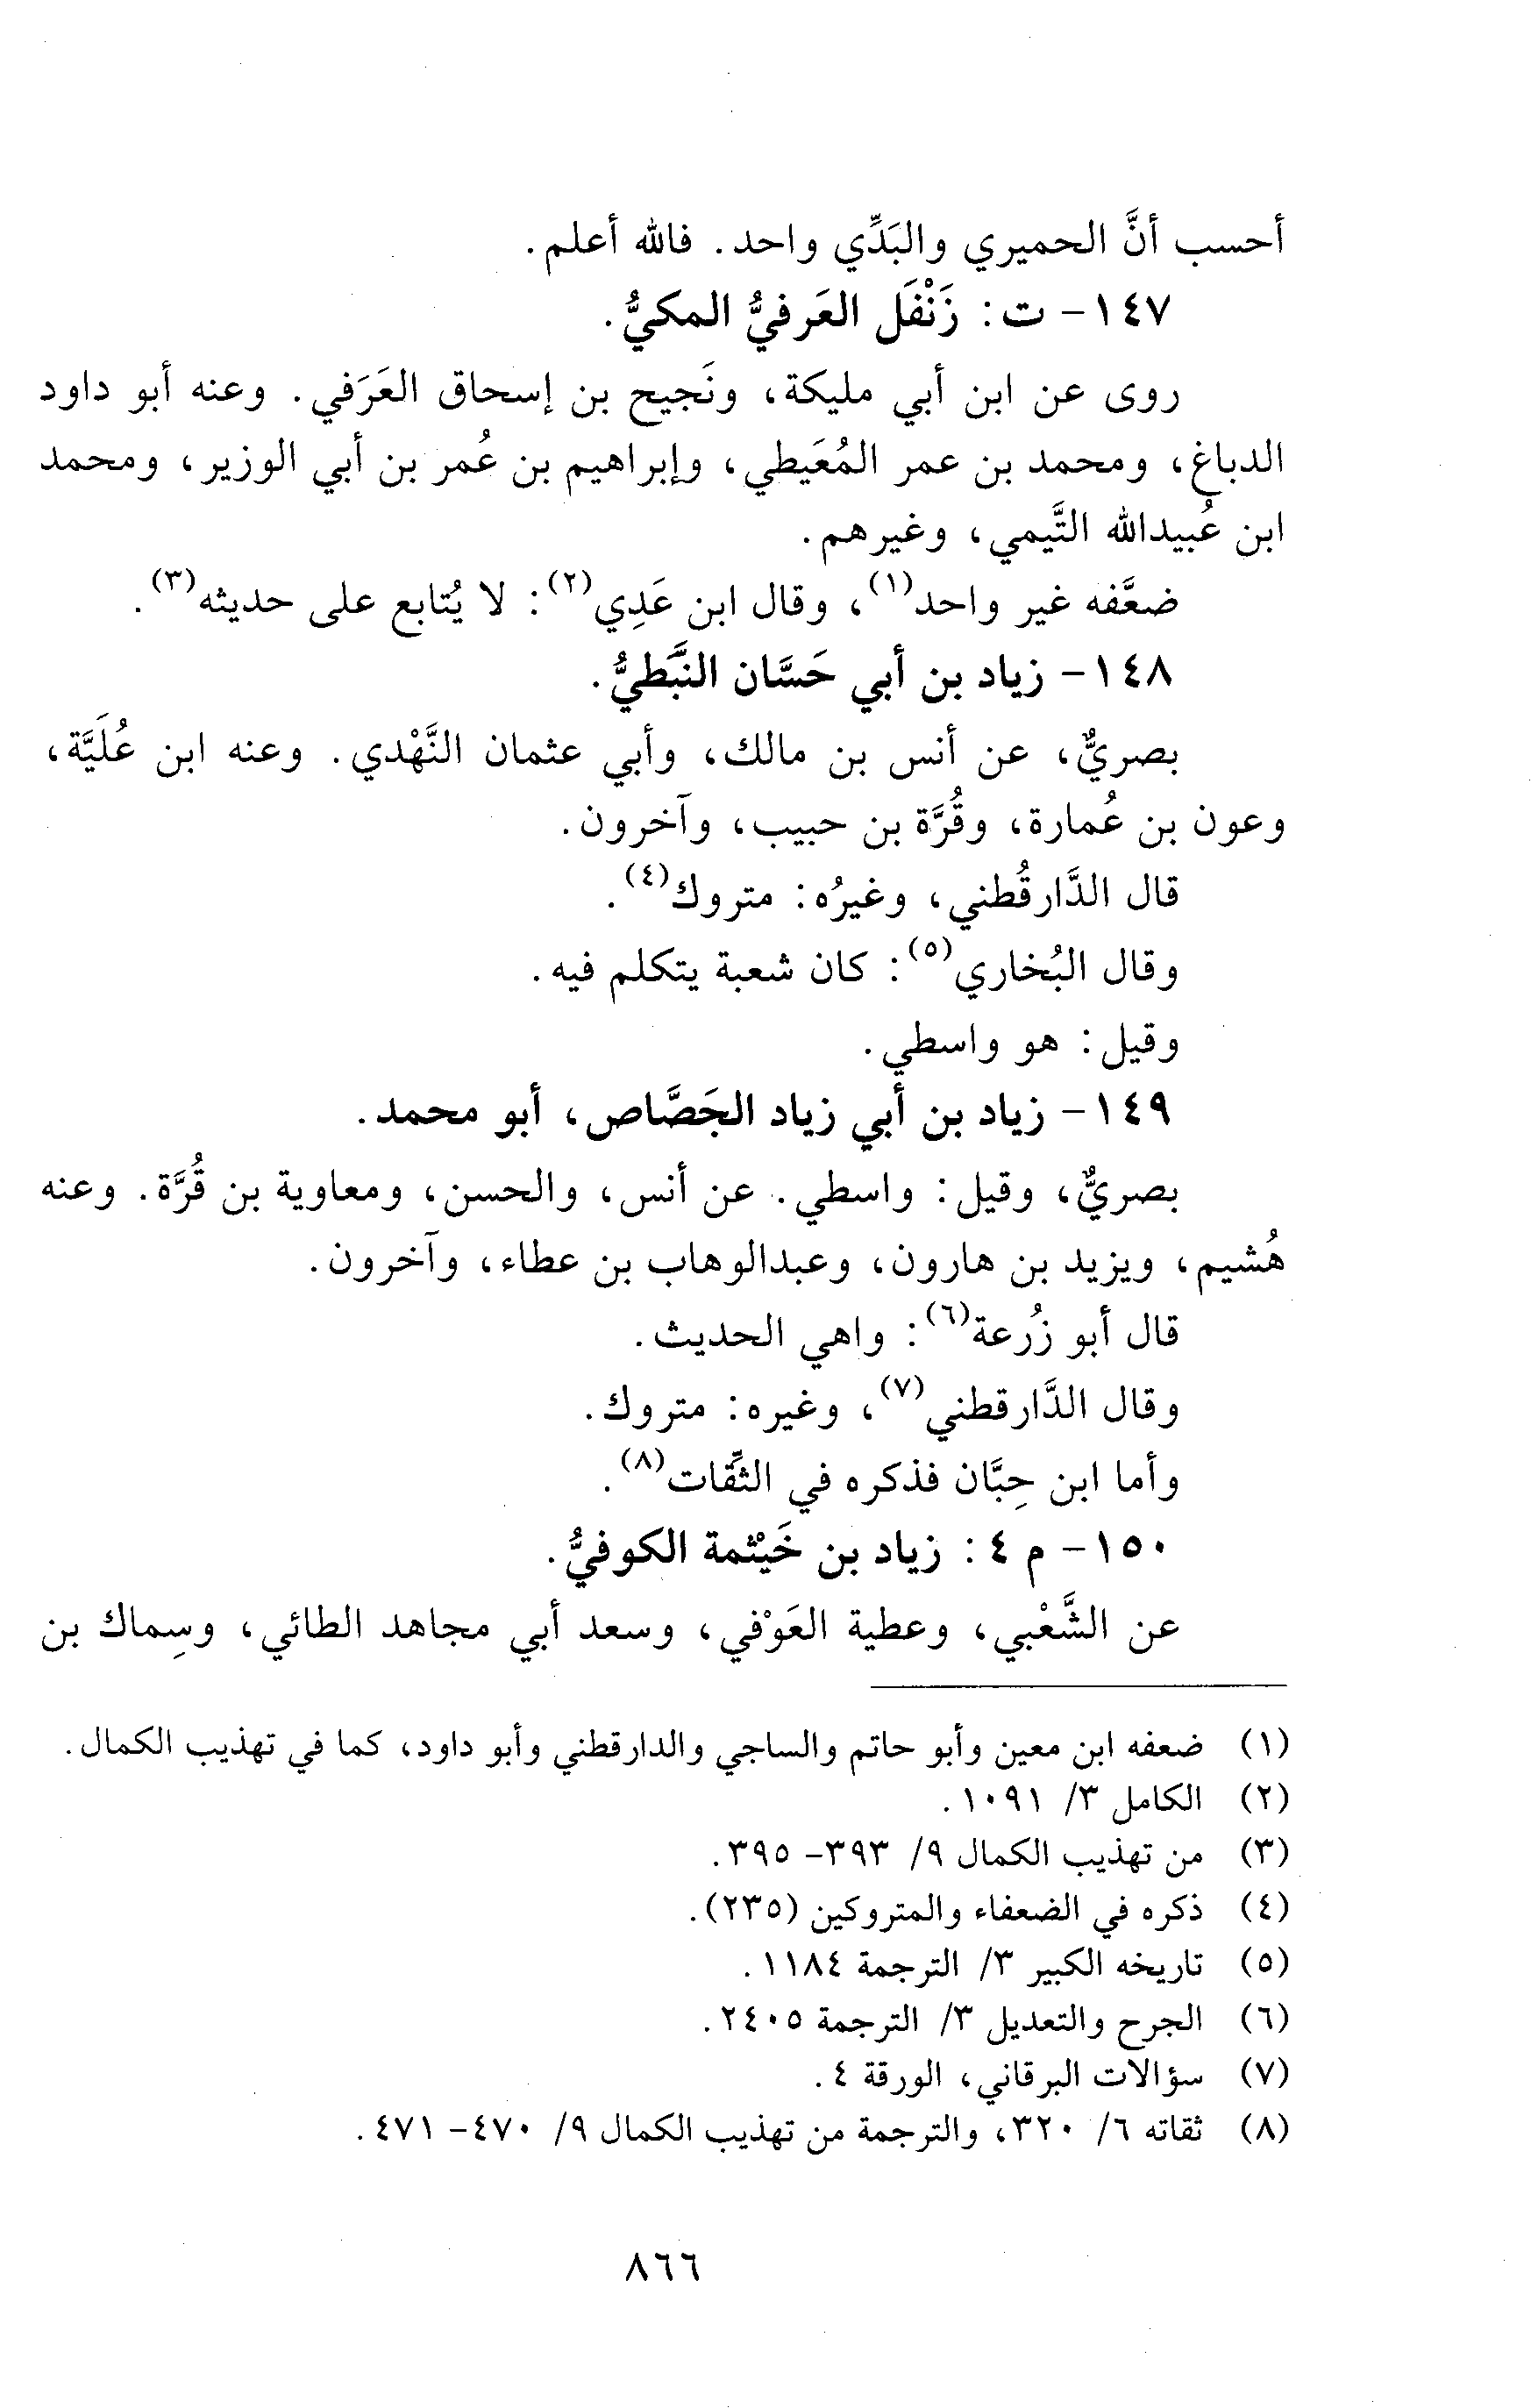 أحسب أنَّ الحميري والبَدِّي واحد. فالله أعلم.
١٤٧- ت: زَنْفَل العَرفيُّ المكيُّ.
روى عن ابن أبي مليكة، ونَجيح بن إسحاق العَرَفي. وعنه أبو داود
الدباغ، ومحمد بن عمر المُعَيطي، وإبراهيم بن عُمر بن أبي الوزير، ومحمد
ابن عُبيدالله التَّيمي، وغيرهم.
ضعَّفه غير واحد(١)، وقال ابن عَدِي(٢): لا يُتابع على حديثه(٣).
١٤٨- زياد بن أبي حَسَّان النَّبَطيُّ.
بصريٌّ، عن أنس بن مالك، وأبي عثمان النَّهْدي. وعنه ابن عُلَيَّة،
وعون بن عُمارة، وقُرَّة بن حبيب، وآخرون.
قال الدَّارقُطني، وغيرُه: متروك(٤).
وقال البُخاري(٥): كان شعبة يتكلم فيه.
وقيل: هو واسطي.
١٤٩- زياد بن أبي زياد الجَصَّاص، أبو محمد.
بصريٌّ، وقيل: واسطي. عن أنس، والحسن، ومعاوية بن قُرَّة. وعنه
هُشيم، ويزيد بن هارون، وعبدالوهاب بن عطاء، وآخرون.
قال أبو زُرعة(٦): واهي الحديث.
وقال الدَّارقطني(٧)، وغيره: متروك.
وأما ابن حِبَّان فذكره في الثِّقات(٨).
١٥٠- م ٤: زياد بن خَيْثمة الكوفيُّ.
عن الشَّعْبي، وعطية العَوْفي، وسعد أبي مجاهد الطائي، وسِماك بن
(١) ضعفه ابن معين وأبو حاتم والساجي والدارقطني وأبو داود، كما في تهذيب الكمال.
(٢) الكامل ٣/ ١٠٩١.
(٣) من تهذيب الكمال ٩/ ٣٩٣- ٣٩٥.
(٤) ذكره في الضعفاء والمتروكين (٢٣٥).
(٥) تاريخه الكبير ٣/ الترجمة ١١٨٤.
(٦) الجرح والتعديل ٣/ الترجمة ٢٤٠٥.
(٧) سؤالات البرقاني، الورقة ٤.
(٨) ثقاته ٦/ ٣٢٠، والترجمة من تهذيب الكمال ٩/ ٤٧٠- ٤٧١.
٨٦٦